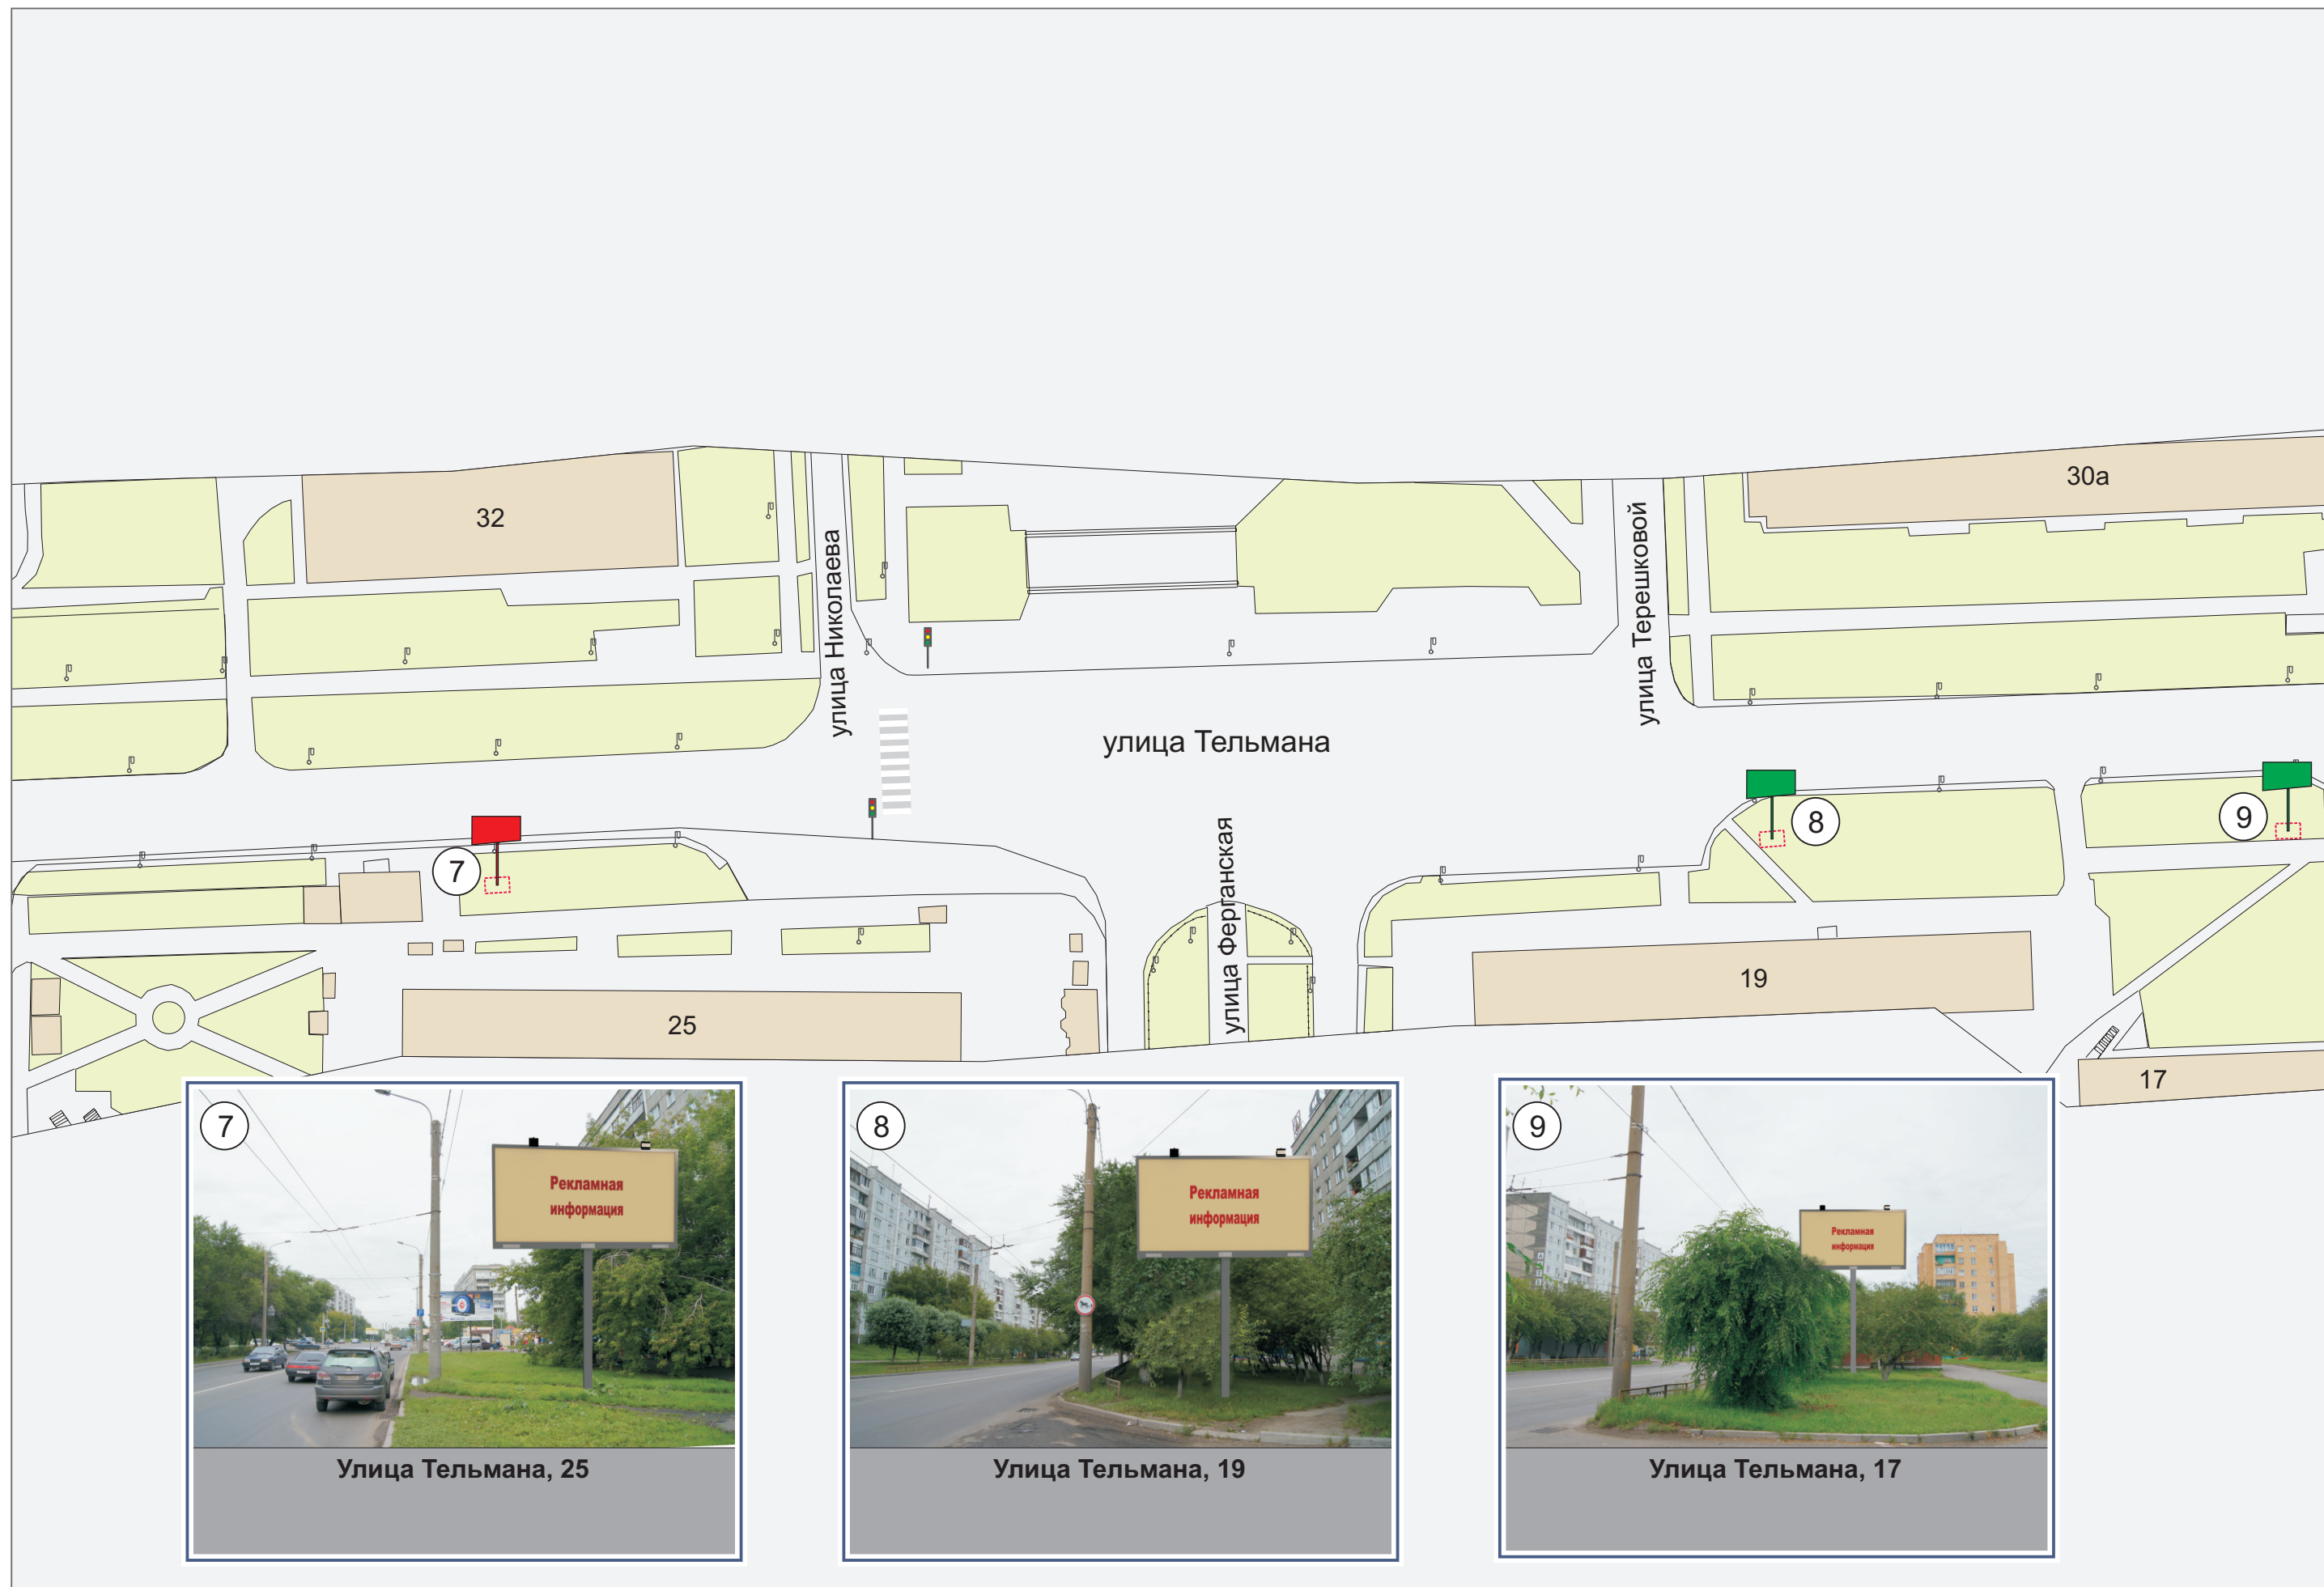 30а
32
улица Николаева
улица Терешковой
улица Тельмана
7
8
9
улица Ферганская
19
25
17
7
Рекламная
информация
Улица Тельмана, 25
8
Рекламная
информация
Улица Тельмана, 19
9
Рекламная
информация
Улица Тельмана, 17